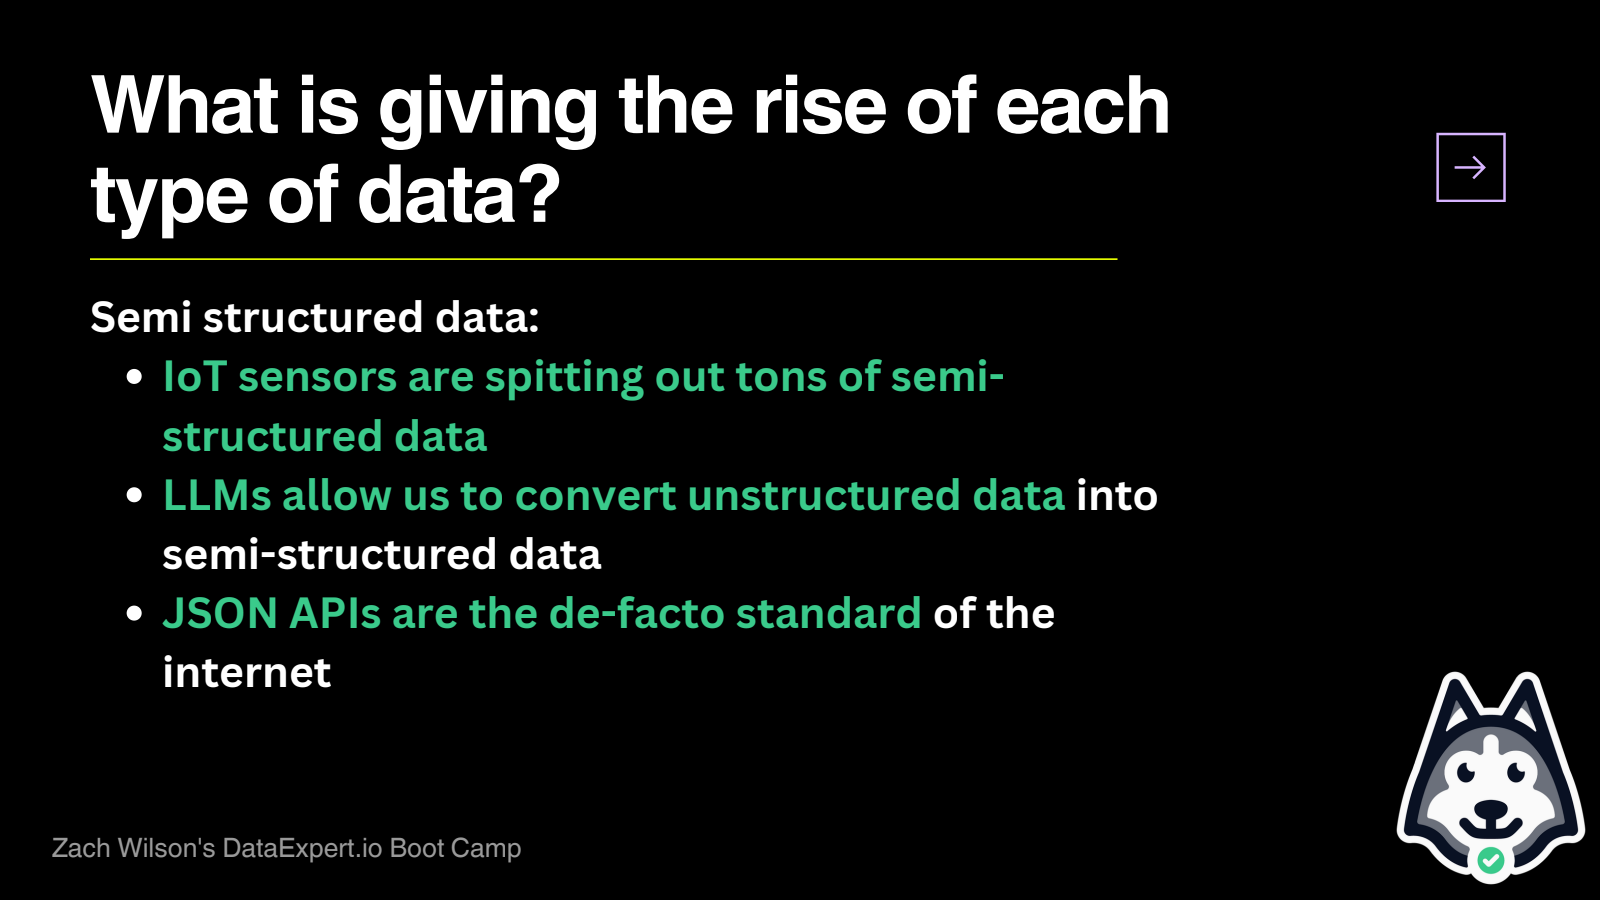 What is giving the rise of each
type of data?
Semi structured data:
IoT sensors are spitting out tons of semi-
structured data
LLMs allow us to convert unstructured data into
semi-structured data
JSON APIs are the de-facto standard of the
internet
Zach Wilson's DataExpert.io Boot Camp